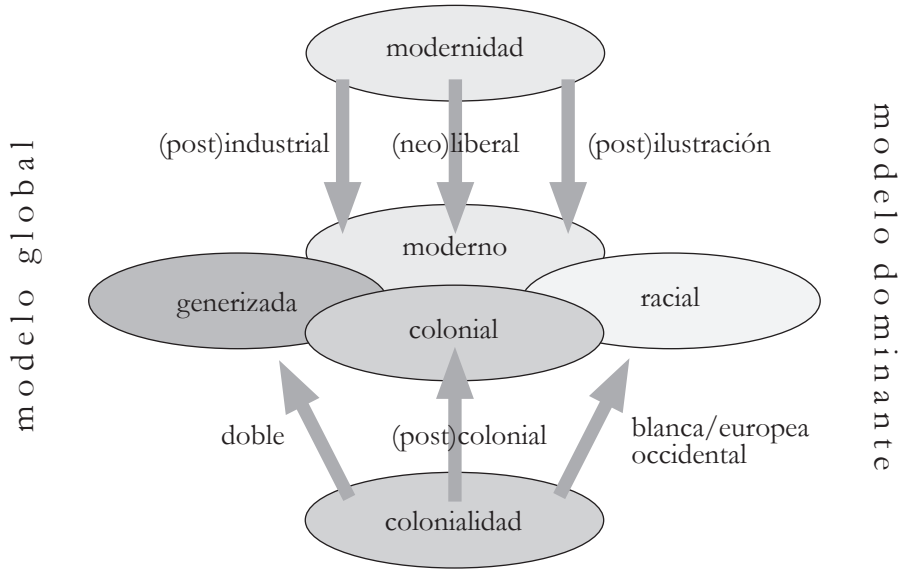 modernidad
modelo global
modelo dominante
(post)industrial
(neo)liberal
(post)ilustración
moderno
generizada
racial
colonial
doble
(post)colonial
blanca/europea
occidental
colonialidad